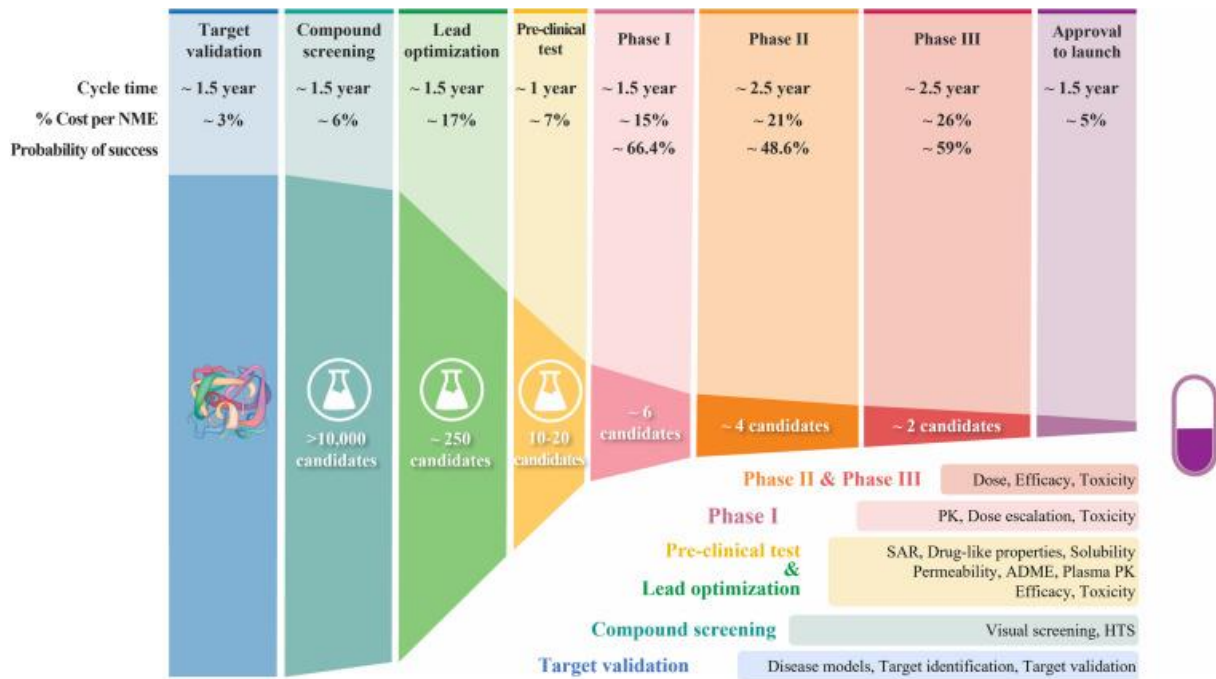 Target
validation
Compound
screening
Lead
optimization
Pre-clinical
test
Phase I
Phase II
Phase III
Approval
to launch
Cycle time
~ 1.5 year
~ 1.5 year
~ 1.5 year
~ 1 year
~ 1.5 year
~ 2.5 year
~ 2.5 year
~ 1.5 year
% Cost per NME
~ 3%
~ 6%
~ 17%
~ 7%
~ 15%
~ 21%
~ 26%
~ 5%
Probability of success
~ 66.4%
~ 48.6%
~ 59%
>10,000
candidates
~ 250
candidates
10-20
candidates
~ 6
candidates
~ 4 candidates
~ 2 candidates
Phase II & Phase III
Dose, Efficacy, Toxicity
Phase I
PK, Dose escalation, Toxicity
Pre-clinical test
&
Lead optimization
SAR, Drug-like properties, Solubility
Permeability, ADME, Plasma PK
Efficacy, Toxicity
Compound screening
Visual screening, HTS
Target validation
Disease models, Target identification, Target validation